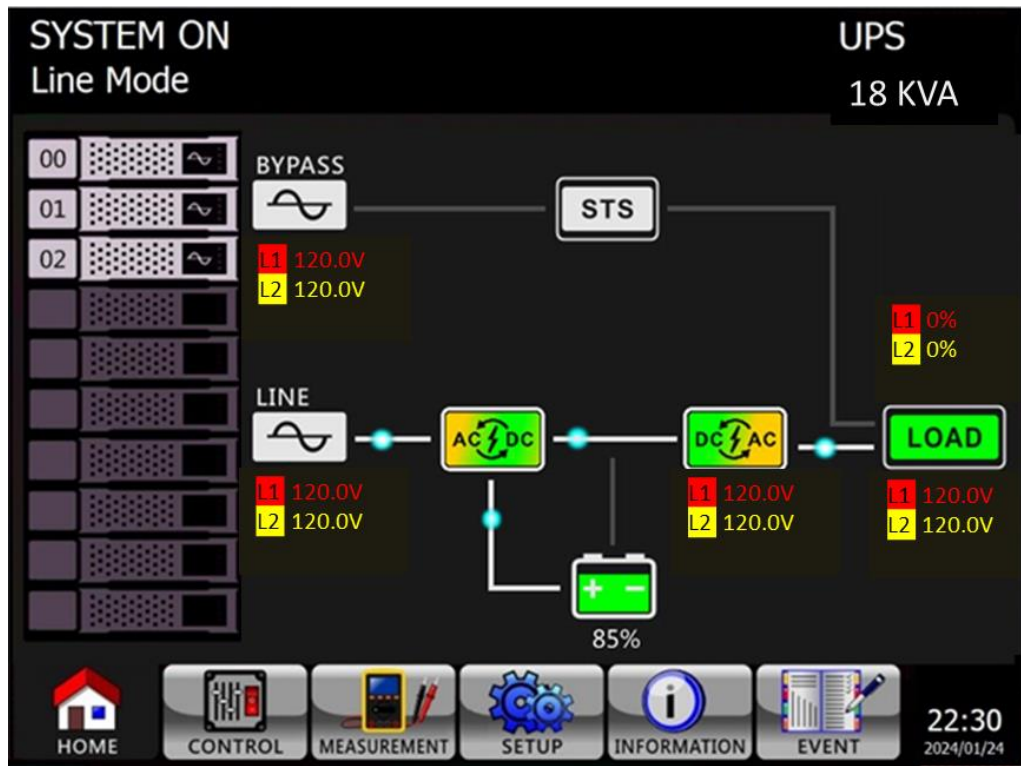 SYSTEM ON
Line Mode
UPS
18 KVA
00
01
02
BYPASS
STS
L1 120.0V
L2 120.0V
L1 0%
L2 0%
LINE
AC DC
DC AC
LOAD
L1 120.0V
L2 120.0V
L1 120.0V
L2 120.0V
L1 120.0V
L2 120.0V
+ -
85%
HOME
CONTROL
MEASUREMENT
SETUP
INFORMATION
EVENT
22:30
2024/01/24